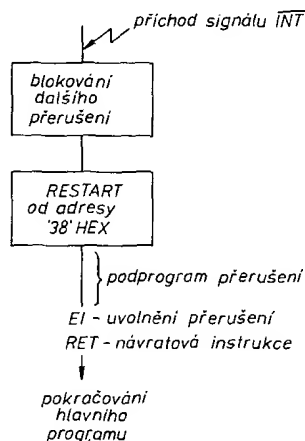 příchod signálu INT
blokování
dalšího
přerušení
RESTART
od adresy
'38' HEX
podprogram přerušení
EI - uvolnění přerušení
RET - návratová instrukce
pokračování
hlavního
programu